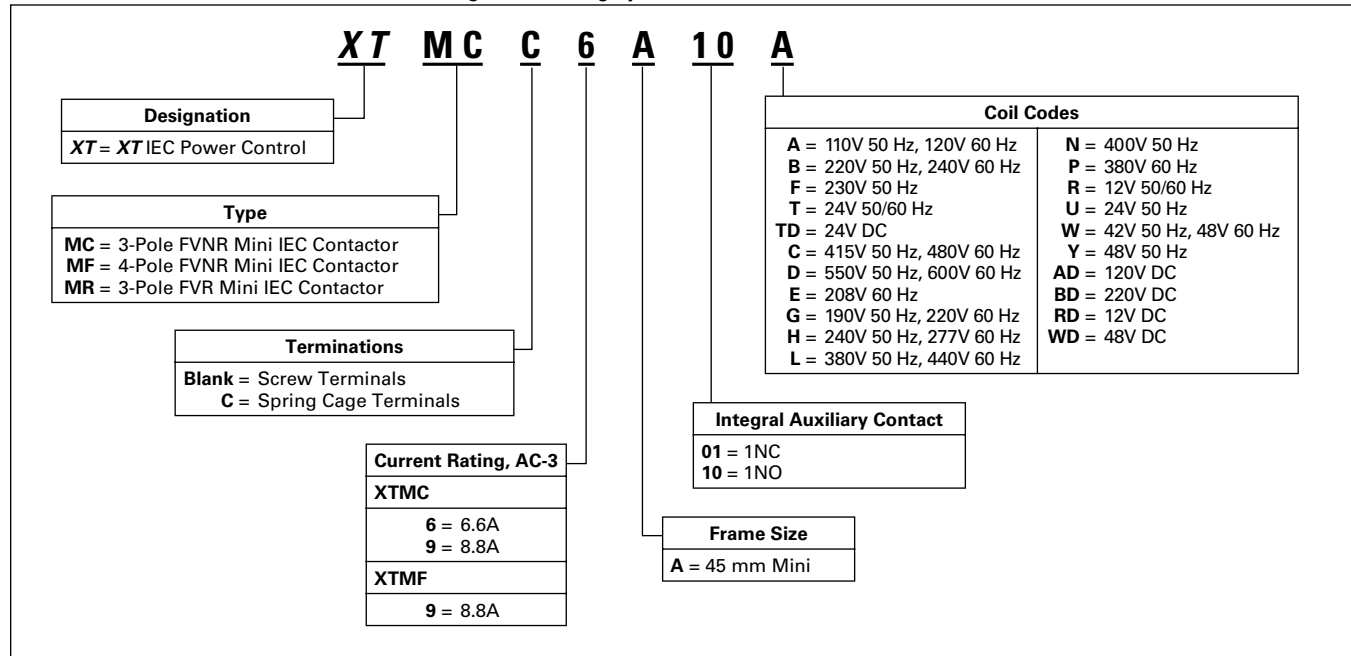 XT MC C 6 A 10 A
Designation
XT = XT IEC Power Control
Type
MC = 3-Pole FVNR Mini IEC Contactor
MF = 4-Pole FVNR Mini IEC Contactor
MR = 3-Pole FVR Mini IEC Contactor
Terminations
Blank = Screw Terminals
C = Spring Cage Terminals
Current Rating, AC-3
XTMC
6 = 6.6A
9 = 8.8A
XTMF
9 = 8.8A
Frame Size
A = 45 mm Mini
Integral Auxiliary Contact
01 = 1NC
10 = 1NO
Coil Codes
A = 110V 50 Hz, 120V 60 Hz
B = 220V 50 Hz, 240V 60 Hz
F = 230V 50 Hz
T = 24V 50/60 Hz
TD = 24V DC
C = 415V 50 Hz, 480V 60 Hz
D = 550V 50 Hz, 600V 60 Hz
E = 208V 60 Hz
G = 190V 50 Hz, 220V 60 Hz
H = 240V 50 Hz, 277V 60 Hz
L = 380V 50 Hz, 440V 60 Hz
N = 400V 50 Hz
P = 380V 60 Hz
R = 12V 50/60 Hz
U = 24V 50 Hz
W = 42V 50 Hz, 48V 60 Hz
Y = 48V 50 Hz
AD = 120V DC
BD = 220V DC
RD = 12V DC
WD = 48V DC